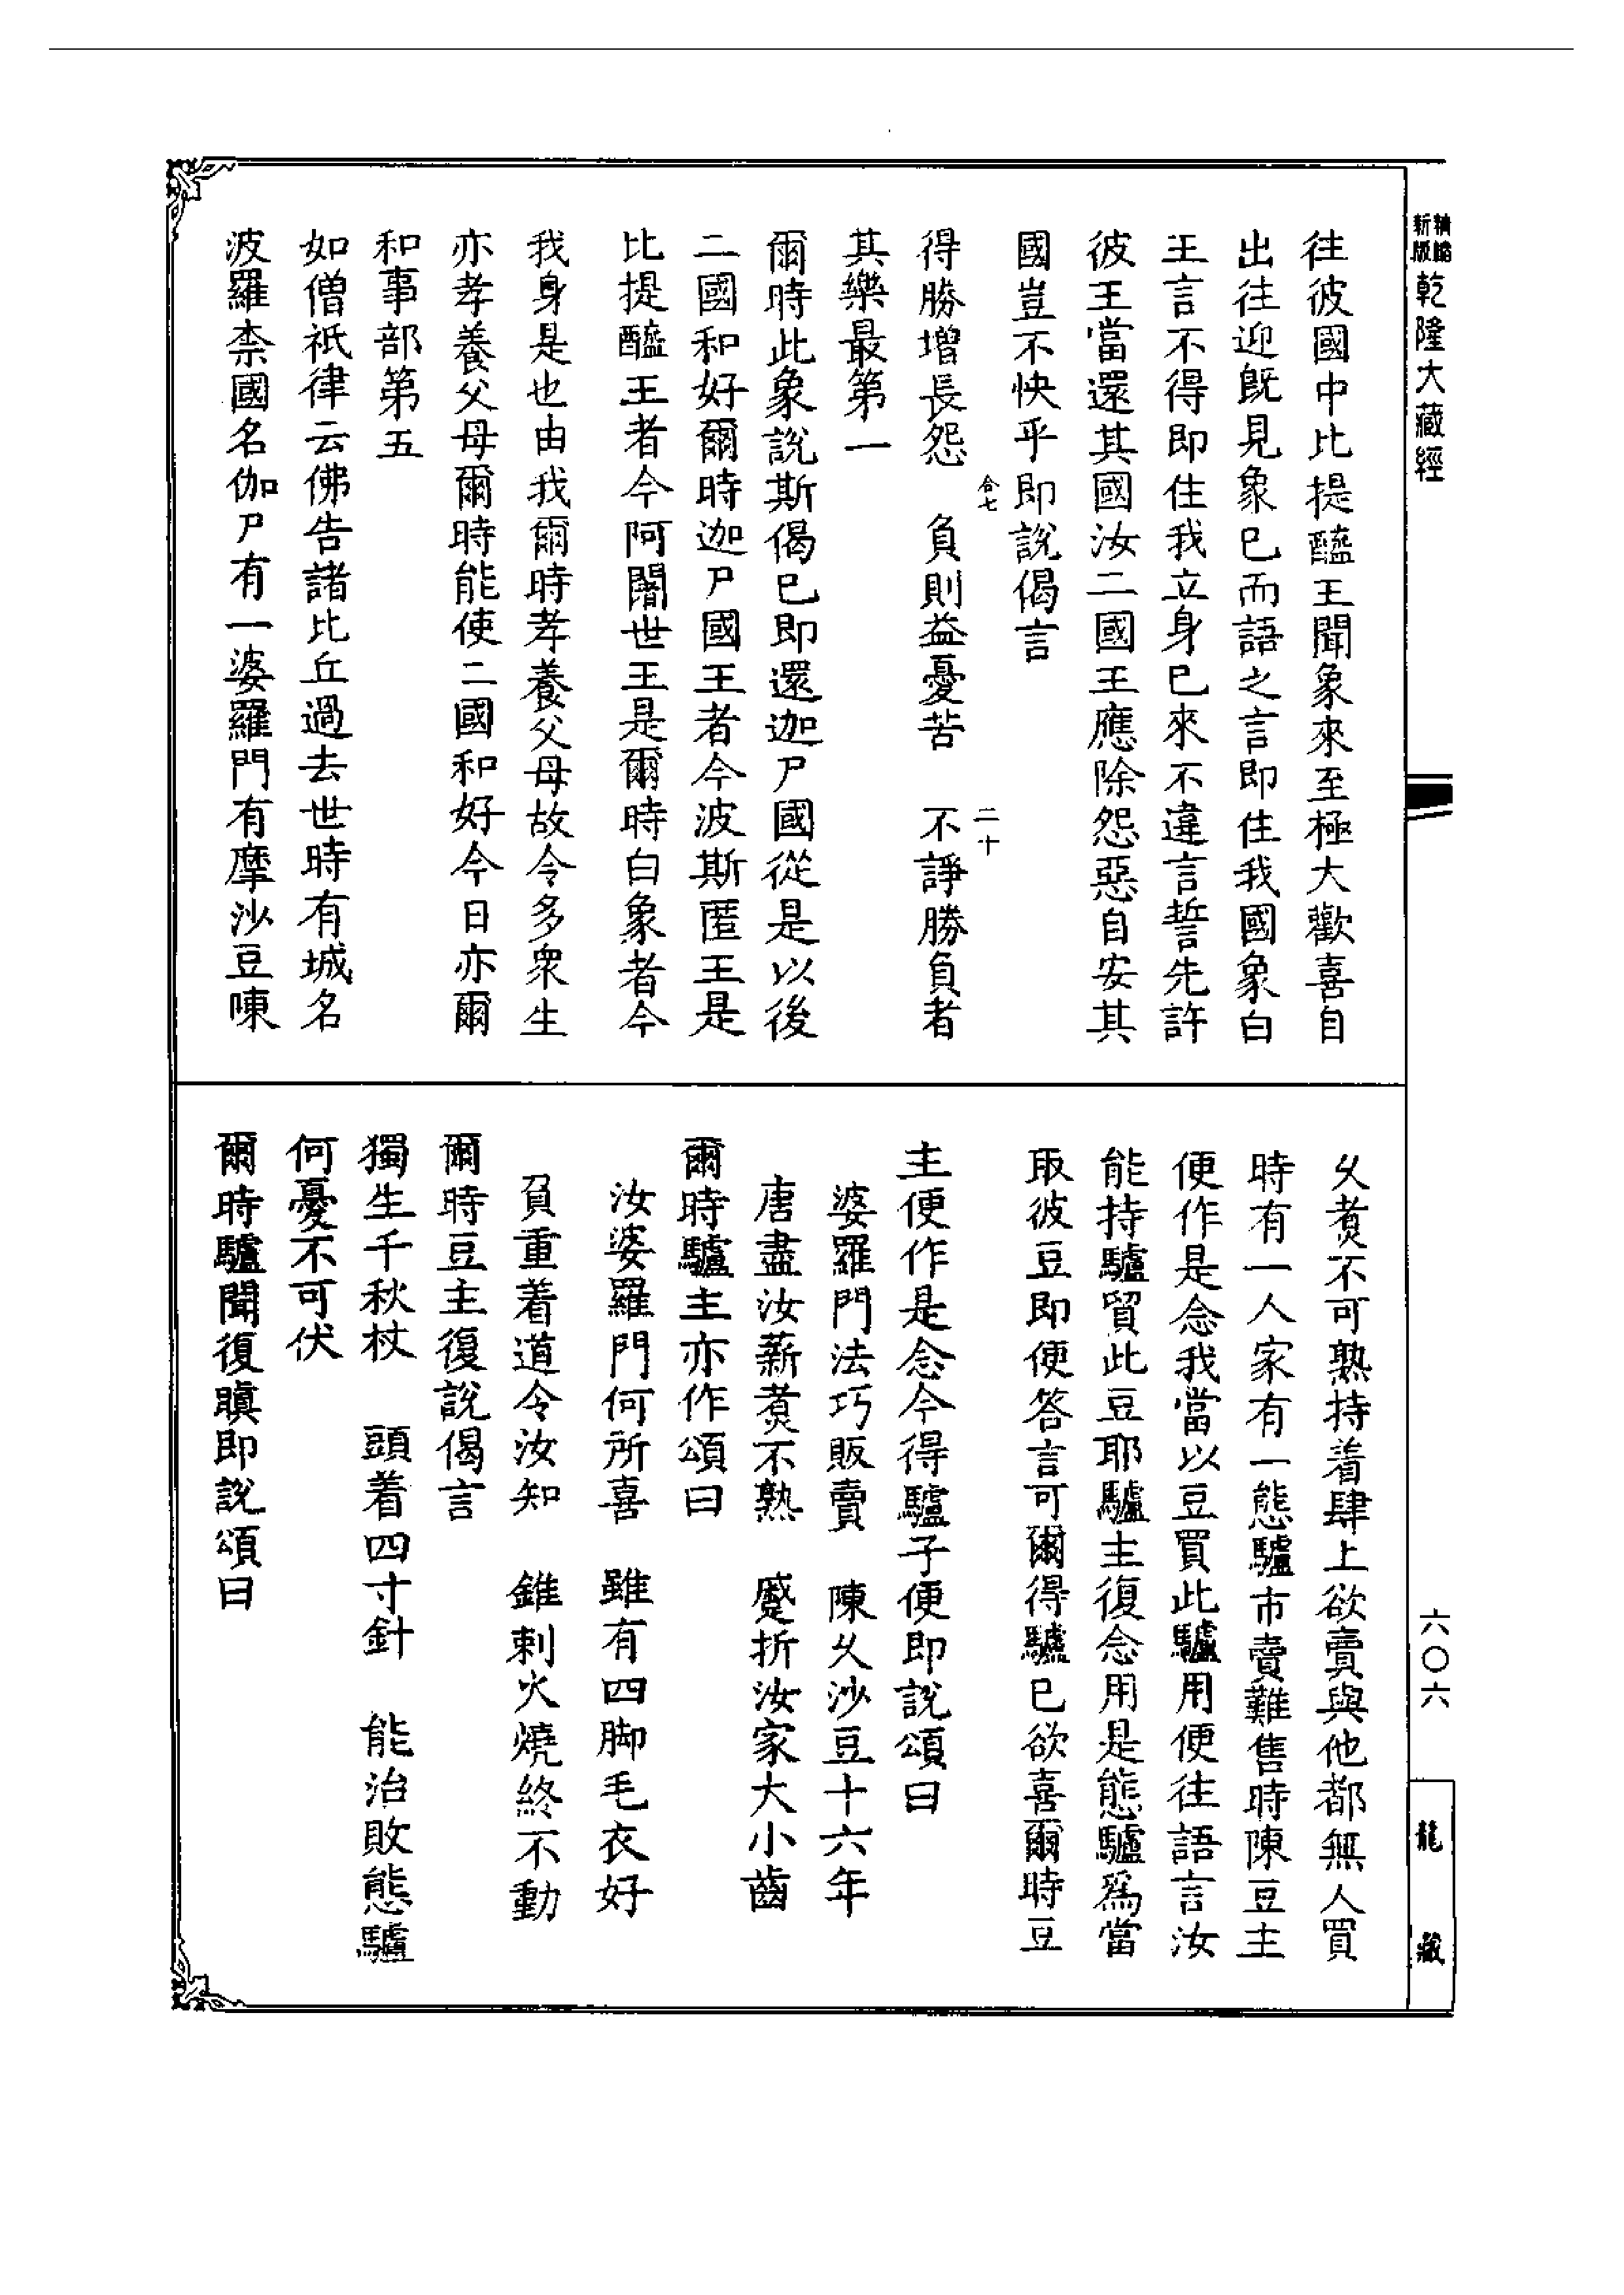 新版
精縮
乾隆大藏經
往彼國中比提醯王聞象來至極大歡喜自
出往迎旣見象已而語之言即住我國象白
王言不得即住我立身已來不違言誓先許
彼王當還其國汝二國王應除怨惡自安其
國豈不快乎即說偈言
合七
二十
得勝增長怨　負則益憂苦　不諍勝負者
其樂最第一
爾時此象說斯偈已即還迦尸國從是以後
二國和好爾時迦尸國王者今波斯匿王是
比提醯王者今阿闍世王是爾時白象者今
我身是也由我爾時孝養父母故令多衆生
亦孝養父母爾時能使二國和好今日亦爾
和事部第五
如僧祇律云佛告諸比丘過去世時有城名
波羅柰國名伽尸有一婆羅門有摩沙豆㖦
乆煑不可熟持着肆上欲賣與他都無人買
時有一人家有一態驢市賣難售時陳豆主
便作是念我當以豆買此驢用便往語言汝
能持驢貿此豆耶驢主復念用是態驢爲當
取彼豆即便答言可爾得驢已欲喜爾時豆
主便作是念今得驢子便即說頌曰
婆羅門法巧販賣　陳乆沙豆十六年
唐盡汝薪煑不熟　蹙折汝家大小齒
爾時驢主亦作頌曰
汝婆羅門何所喜　雖有四脚毛衣好
負重着道令汝知　錐刺火燒終不動
爾時豆主復說偈言
獨生千秋杖　頭着四寸針　能治敗態驢
何憂不可伏
爾時驢聞復瞋即說頌曰
六〇六
龍藏